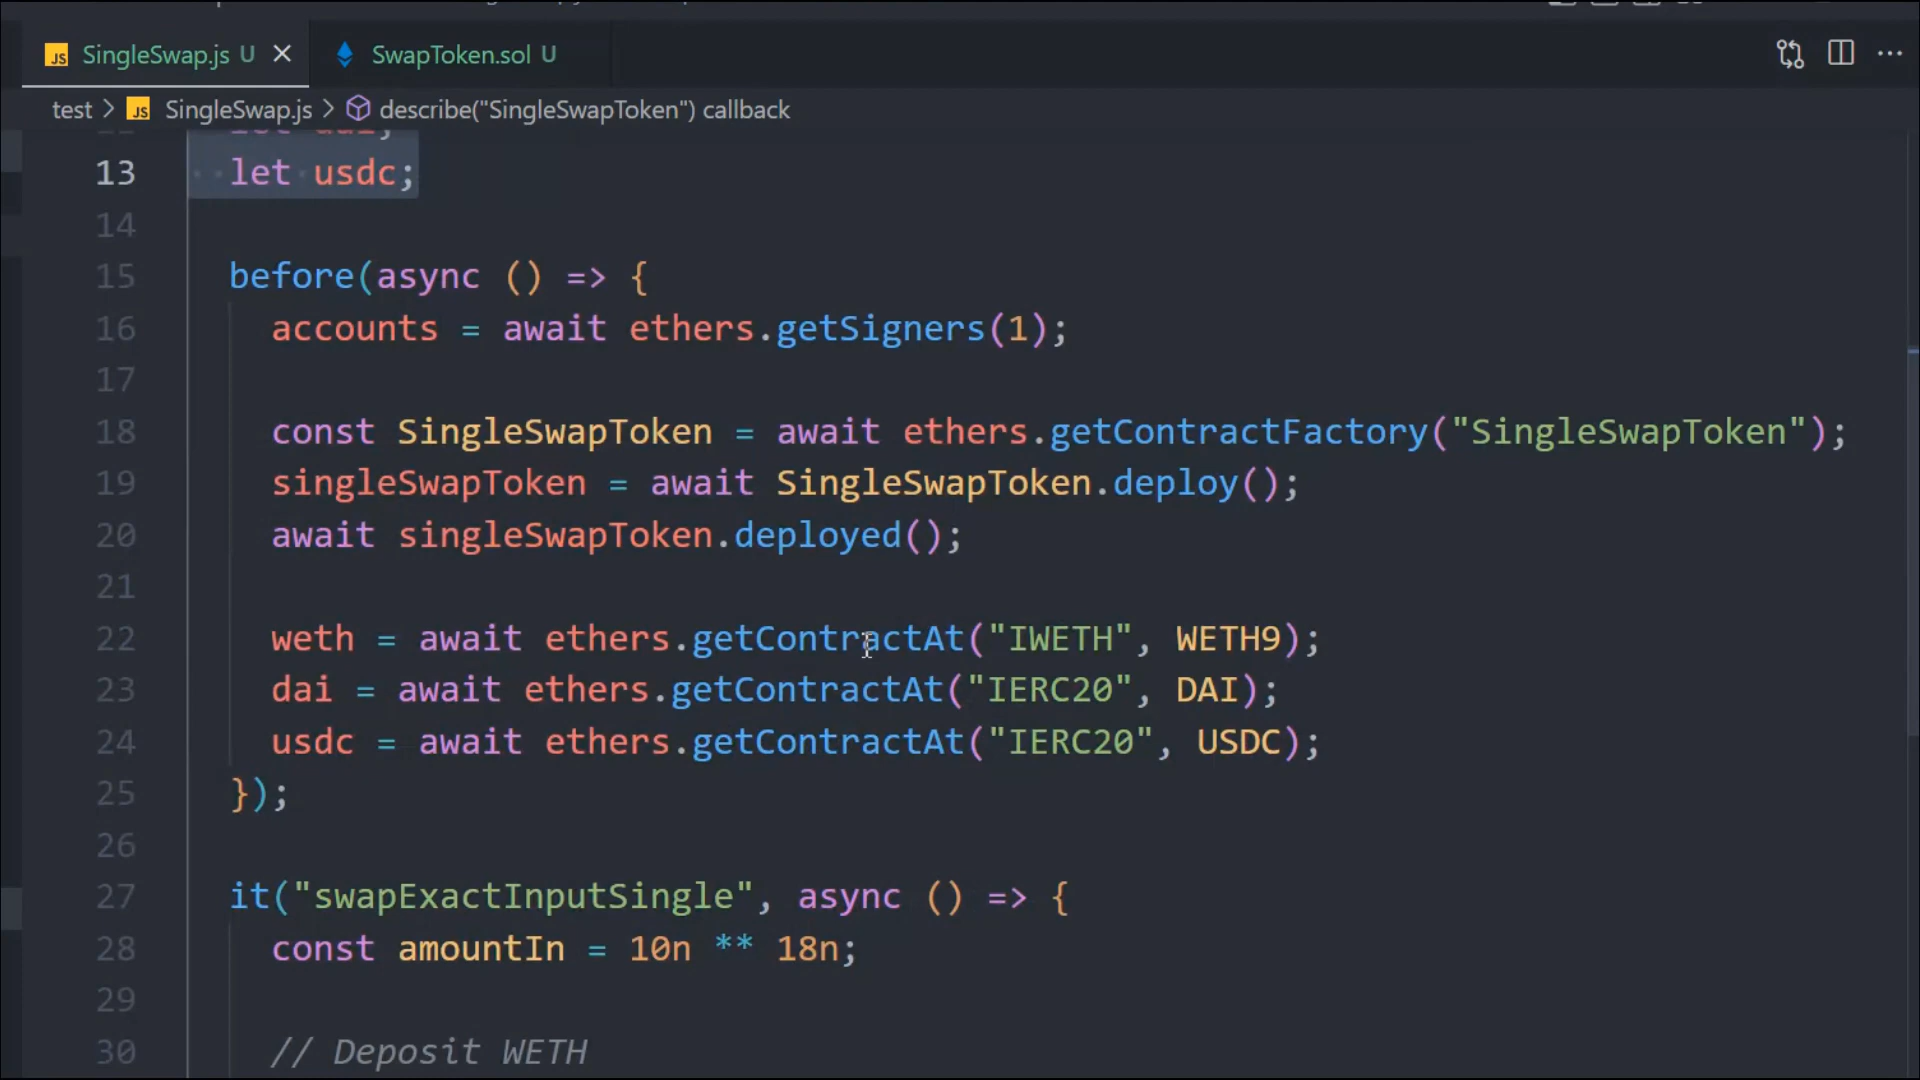 JS SingleSwap.js U
SwapToken.sol U
test > JS SingleSwap.js > describe("SingleSwapToken") callback
13 let usdc;
14
15 before(async () => {
16 accounts = await ethers.getSigners(1);
17
18 const SingleSwapToken = await ethers.getContractFactory("SingleSwapToken");
19 singleSwapToken = await SingleSwapToken.deploy();
20 await singleSwapToken.deployed();
21
22 weth = await ethers.getContractAt("IWETH", WETH9);
23 dai = await ethers.getContractAt("IERC20", DAI);
24 usdc = await ethers.getContractAt("IERC20", USDC);
25 });
26
27 it("swapExactInputSingle", async () => {
28 const amountIn = 10n ** 18n;
29
30 // Deposit WETH